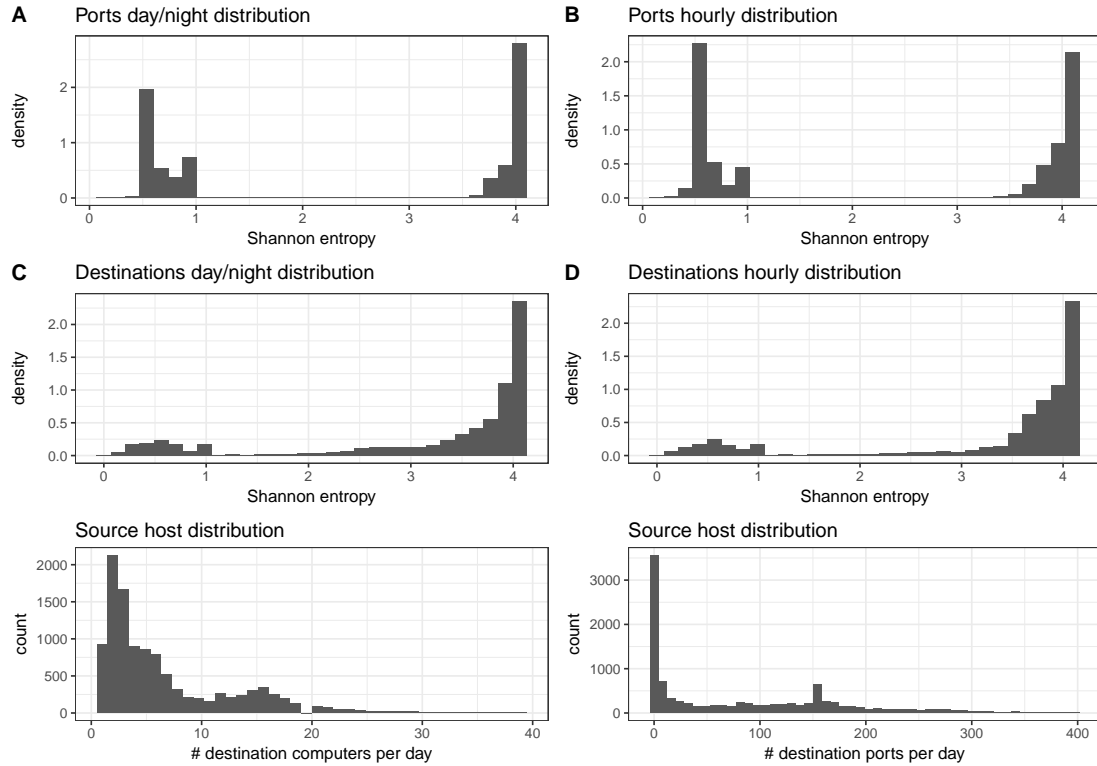 A Ports day/night distribution
density
2
1
0
0 1 2 3 4
Shannon entropy
B Ports hourly distribution
density
2.0
1.5
1.0
0.5
0.0
0 1 2 3 4
Shannon entropy
C Destinations day/night distribution
density
2.0
1.5
1.0
0.5
0.0
0 1 2 3 4
Shannon entropy
D Destinations hourly distribution
density
2.0
1.5
1.0
0.5
0.0
0 1 2 3 4
Shannon entropy
Source host distribution
count
2000
1500
1000
500
0
0 10 20 30 40
# destination computers per day
Source host distribution
count
3000
2000
1000
0
0 100 200 300 400
# destination ports per day